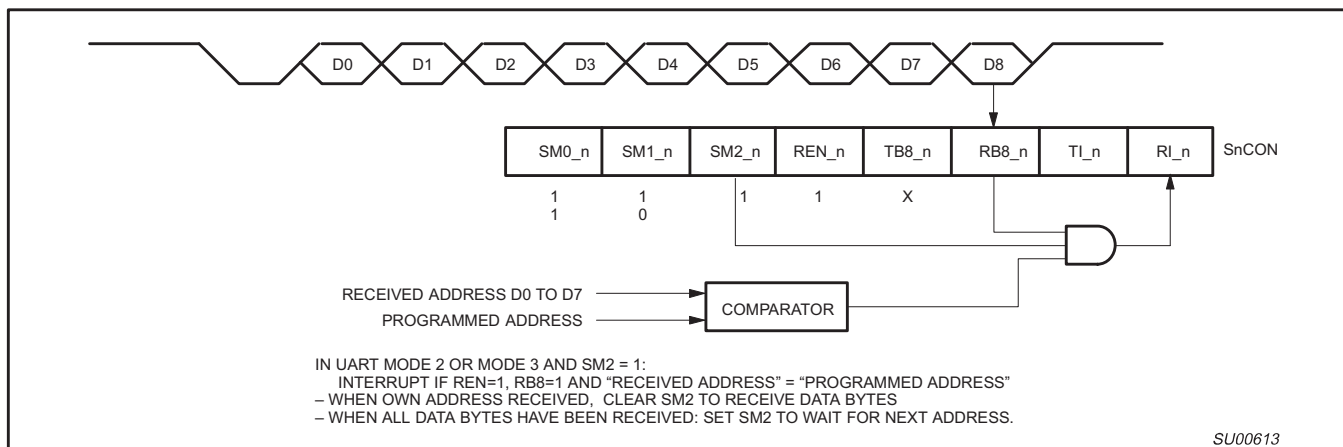 D0 D1 D2 D3 D4 D5 D6 D7 D8
SM0_n SM1_n SM2_n REN_n TB8_n RB8_n TI_n RI_n SnCON
1 1 1 1 X
1 0
RECEIVED ADDRESS D0 TO D7
PROGRAMMED ADDRESS
COMPARATOR
IN UART MODE 2 OR MODE 3 AND SM2 = 1:
INTERRUPT IF REN=1, RB8=1 AND “RECEIVED ADDRESS” = “PROGRAMMED ADDRESS”
– WHEN OWN ADDRESS RECEIVED, CLEAR SM2 TO RECEIVE DATA BYTES
– WHEN ALL DATA BYTES HAVE BEEN RECEIVED: SET SM2 TO WAIT FOR NEXT ADDRESS.
SU00613